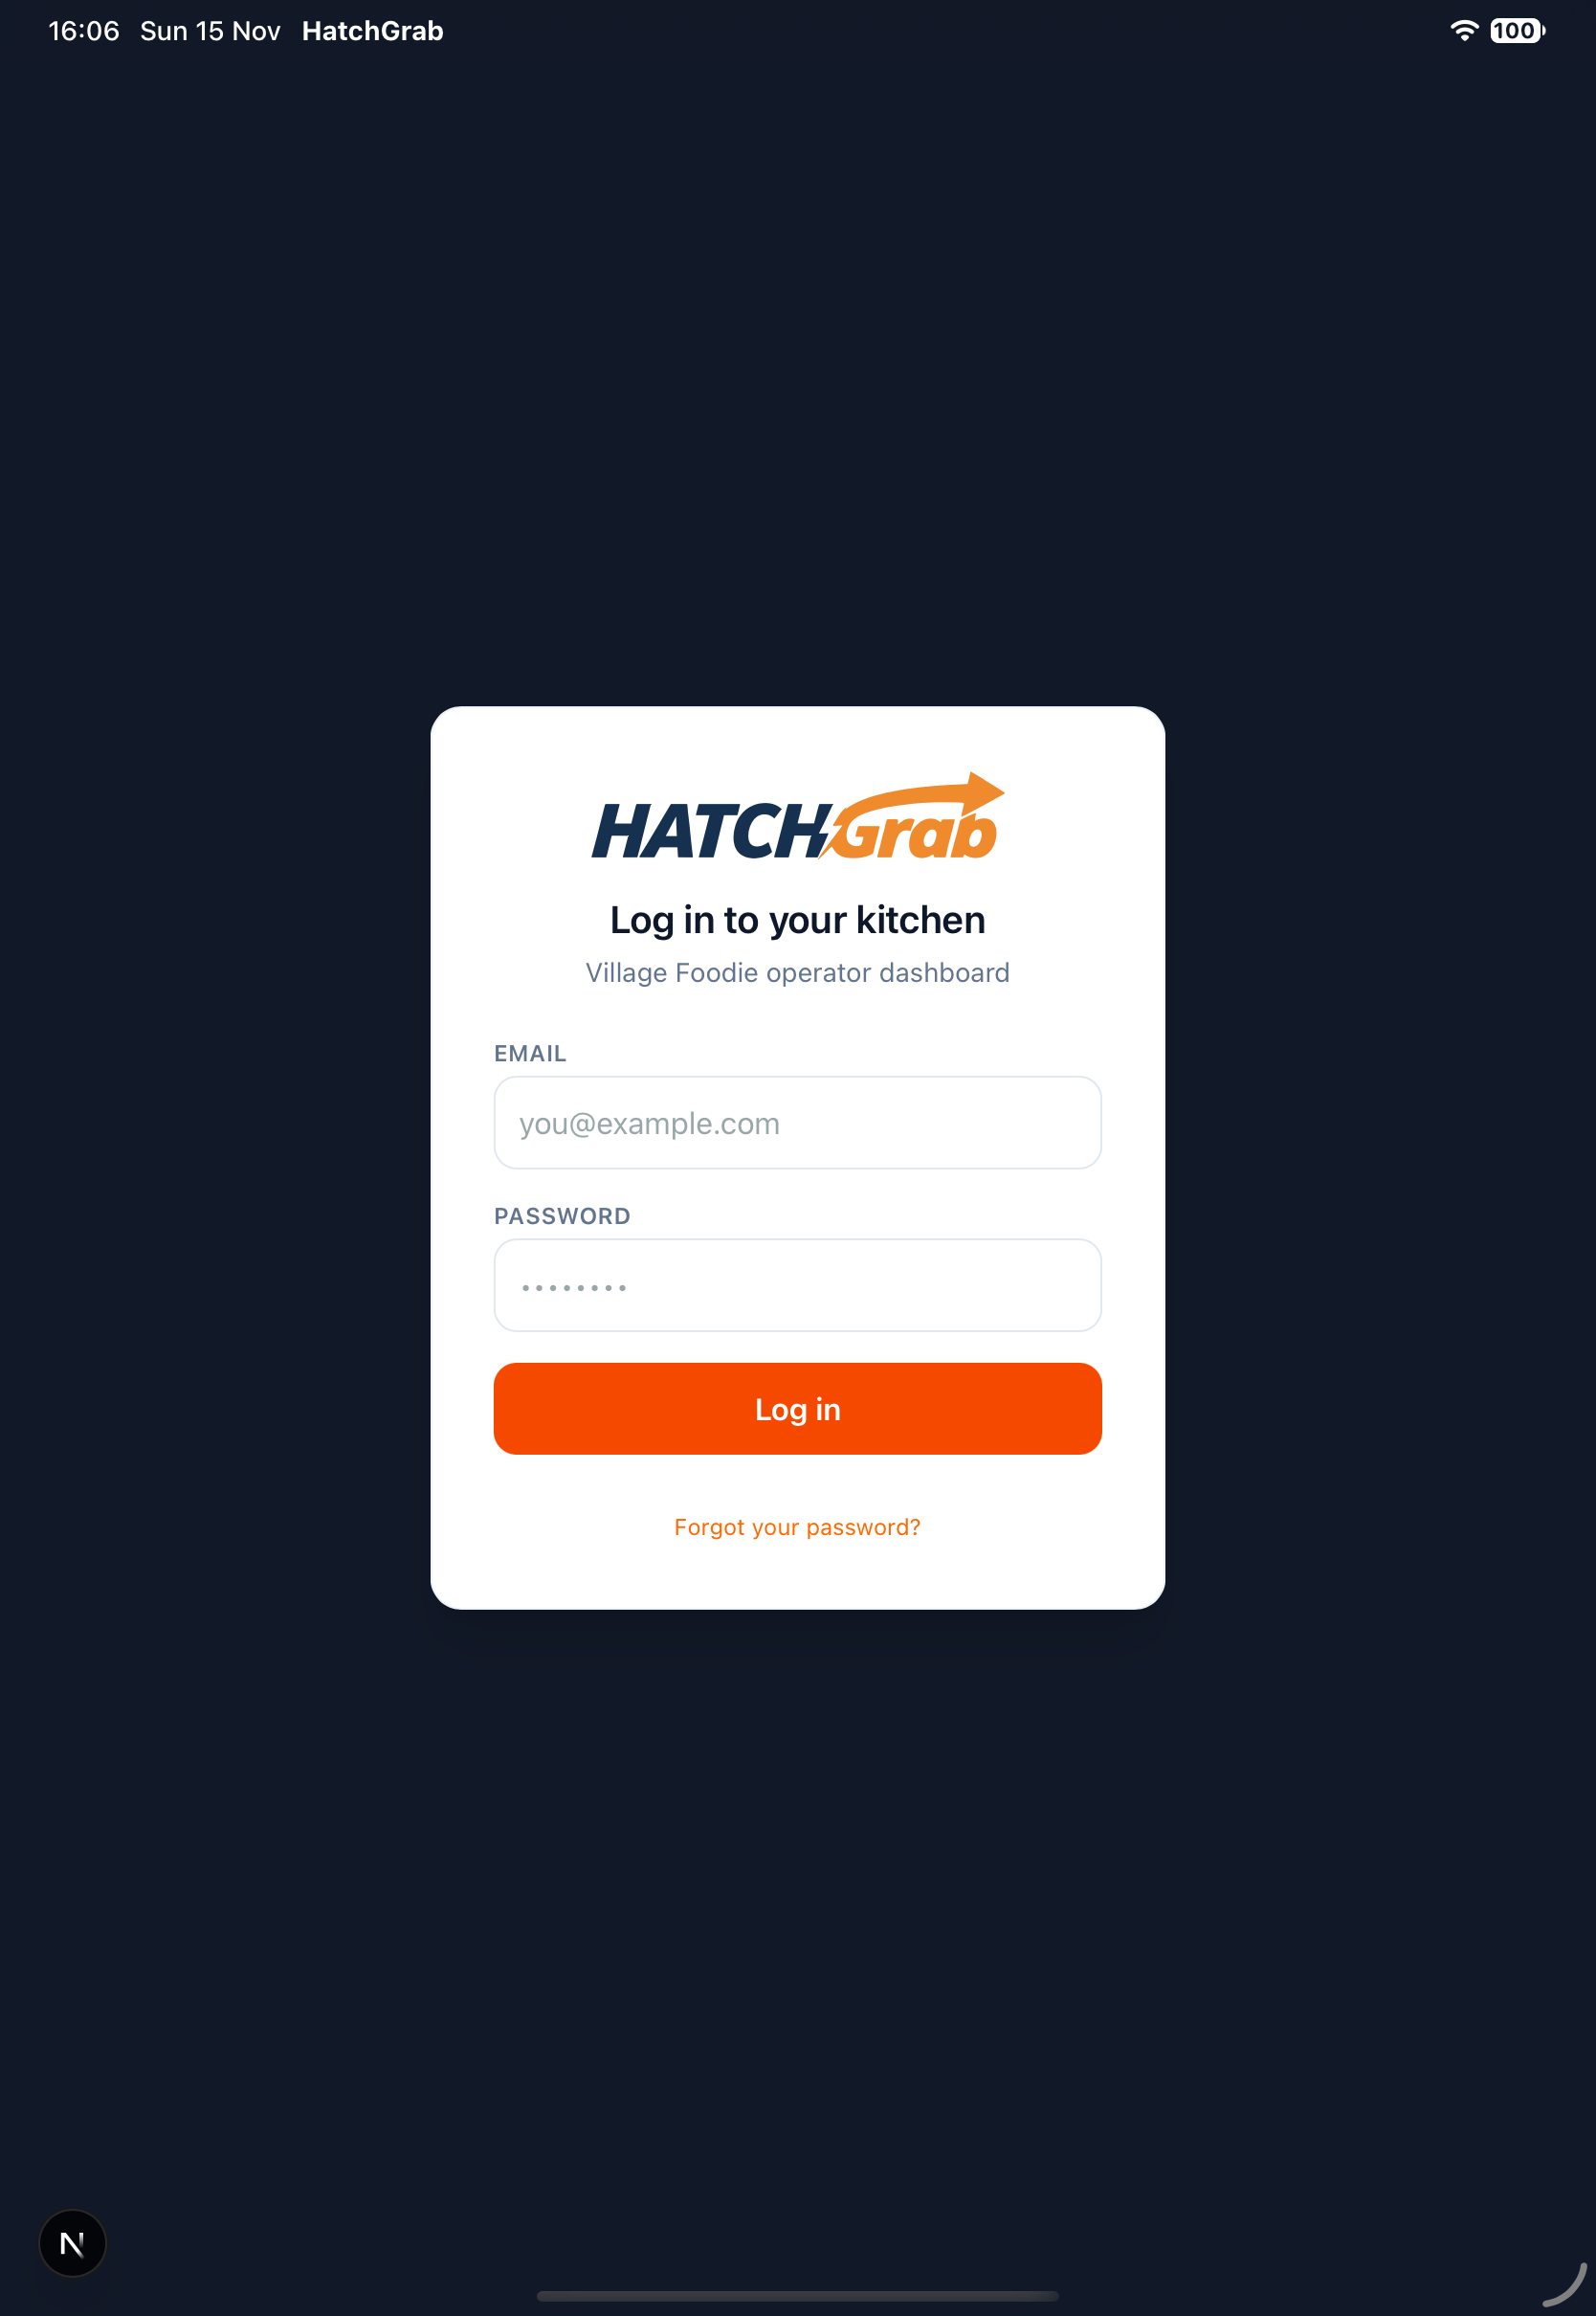 16:06 Sun 15 Nov HatchGrab 100
HATCHGrab
Log in to your kitchen
Village Foodie operator dashboard
EMAIL
you@example.com
PASSWORD
••••••••
Log in
Forgot your password?
N